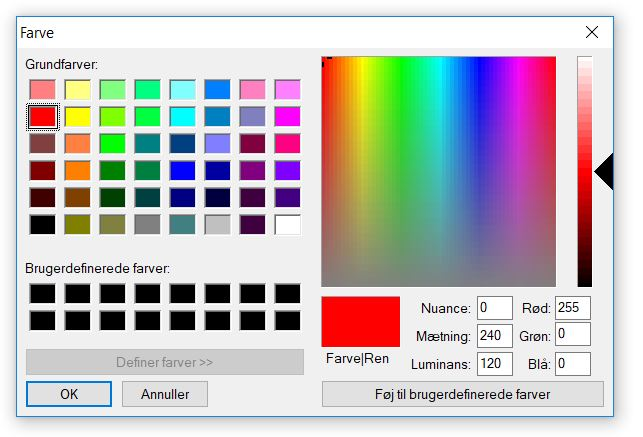 Farve
Grundfarver:
Brugerdefinerede farver:
Definer farver >>
OK
Annuller
Farve|Ren
Nuance: 0 Rød: 255
Mætning: 240 Grøn: 0
Luminans: 120 Blå: 0
Føj til brugerdefinerede farver